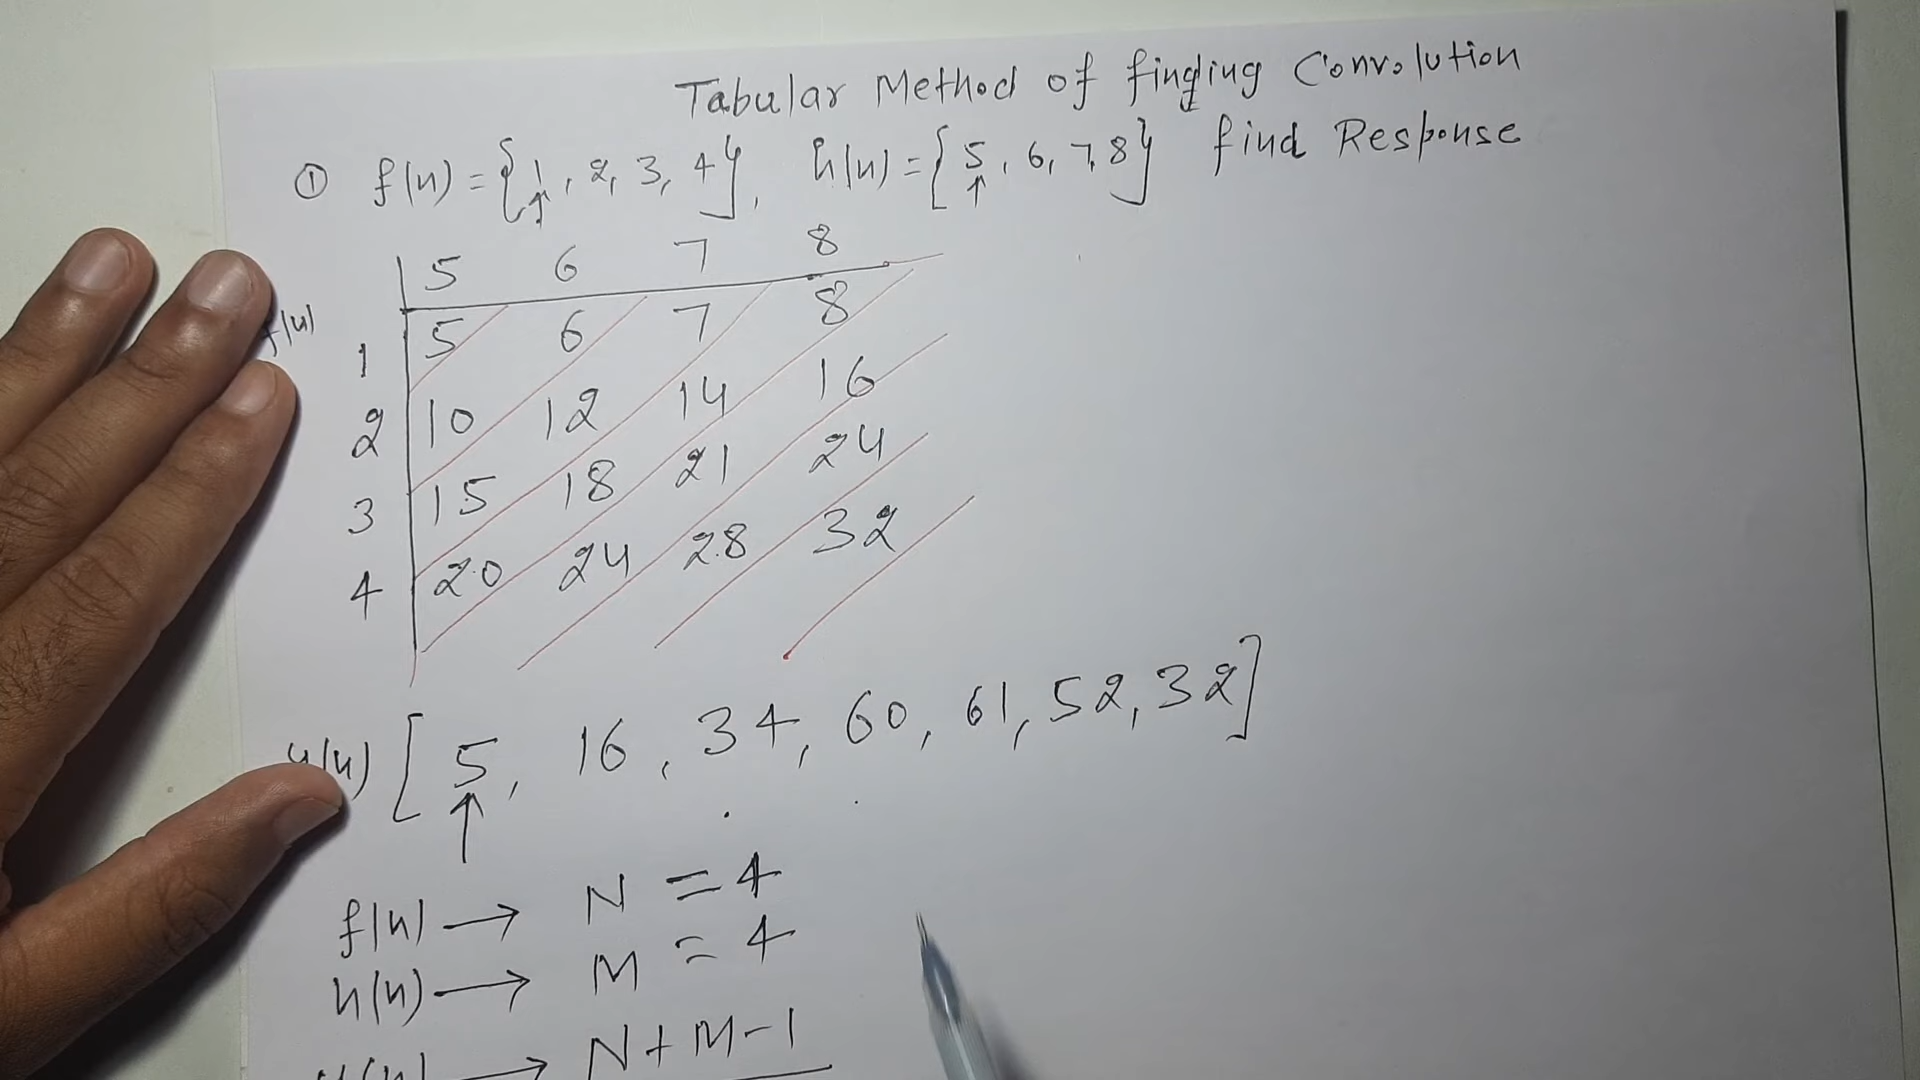 Tabular Method of finding Convolution
① f(n) = {1, 2, 3, 4}, h(n) = {5, 6, 7, 8} find Response
↑ ↑
5 6 7 8
f(n)
1 5 6 7 8
2 10 12 14 16
3 15 18 21 24
4 20 24 28 32
y(n) [5, 16, 34, 60, 61, 52, 32]
↑
f(n) → N = 4
h(n) → M = 4
y(n) → N+M-1